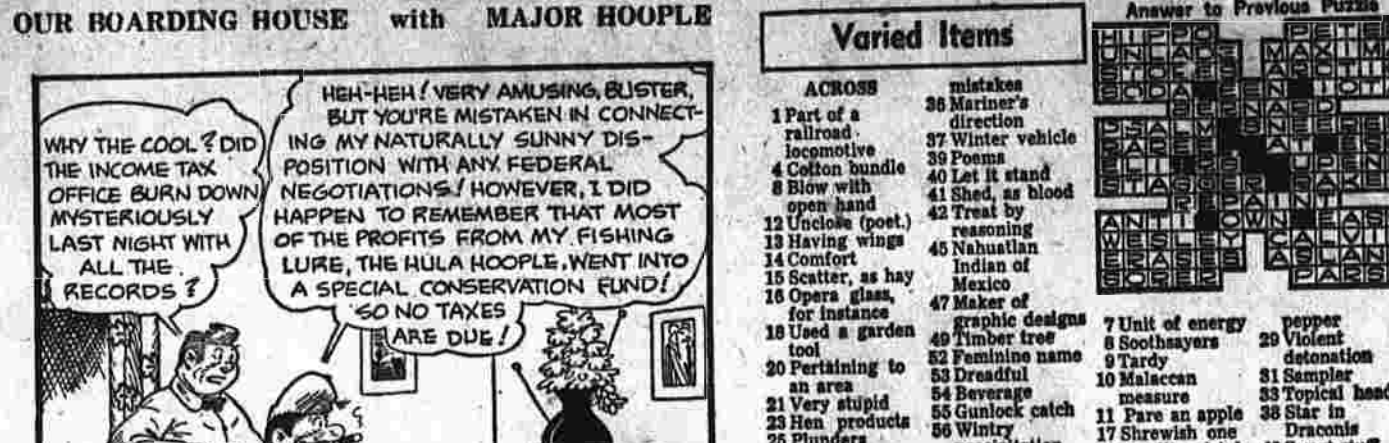 OUR BOARDING HOUSE with MAJOR HOOPLE
WHY THE COOL? DID
THE INCOME TAX
OFFICE BURN DOWN
MYSTERIOUSLY
LAST NIGHT WITH
ALL THE
RECORDS?
HEH-HEH! VERY AMUSING, BUSTER,
BUT YOU'RE MISTAKEN IN CONNECT-
ING MY NATURALLY SUNNY DIS-
POSITION WITH ANY FEDERAL
NEGOTIATIONS! HOWEVER, I DID
HAPPEN TO REMEMBER THAT MOST
OF THE PROFITS FROM MY FISHING
LURE, THE HULA HOOPLE, WENT INTO
A SPECIAL CONSERVATION FUND!
SO NO TAXES
ARE DUE!
Varied Items
ACROSS
1 Part of a
railroad
locomotive
4 Cotton bundle
8 Blow with
open hand
12 Unclose (poet.)
13 Having wings
14 Comfort
15 Scatter, as hay
16 Opera glass,
for instance
18 Used a garden
tool
20 Pertaining to
an area
21 Very stupid
23 Hen products
25 Plunders
mistakes
36 Mariner's
direction
37 Winter vehicle
39 Poems
40 Let it stand
41 Shed, as blood
42 Treat by
reasoning
45 Nahuatlan
Indian of
Mexico
47 Maker of
graphic designs
49 Timber tree
52 Feminine name
53 Dreadful
54 Beverage
55 Gunlock catch
56 Wintry
Answer to Previous Puzzle
7 Unit of energy
8 Soothsayers
9 Tardy
10 Malaccan
measure
11 Pare an apple
17 Shrewish one
pepper
29 Violent
detonation
31 Sampler
33 Topical head
38 Star in
Draconis